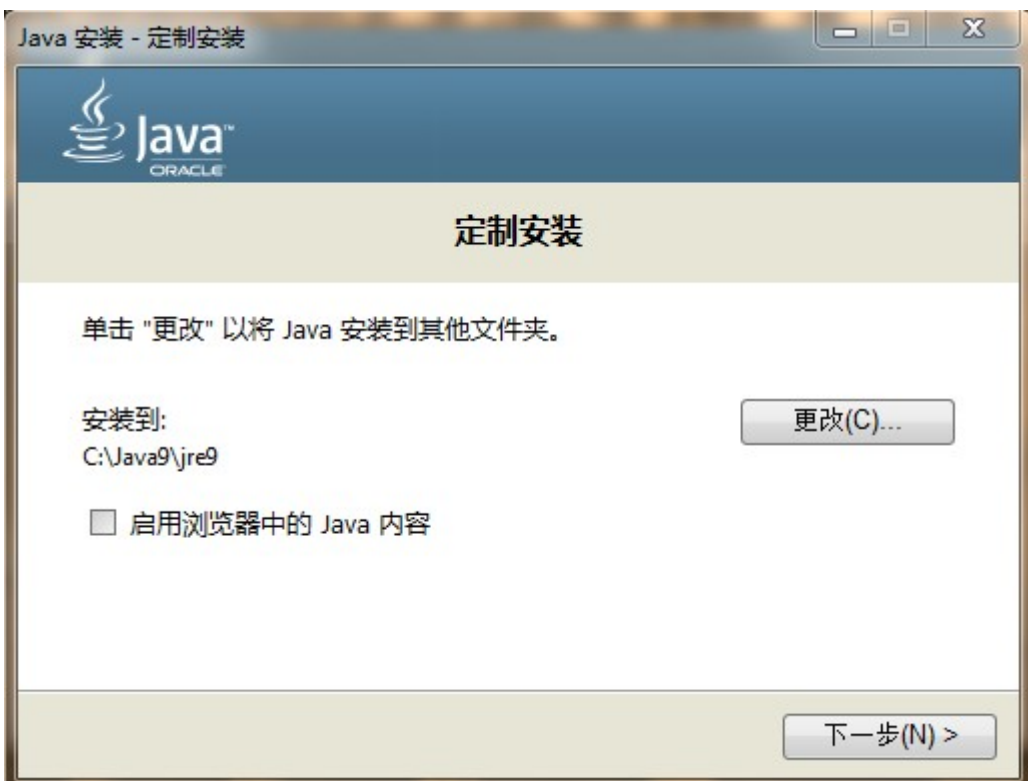 Java 安装 - 定制安装
Java™
ORACLE
定制安装
单击 "更改" 以将 Java 安装到其他文件夹。
安装到:
更改(C)...
C:\Java9\jre9
启用浏览器中的 Java 内容
下一步(N) >